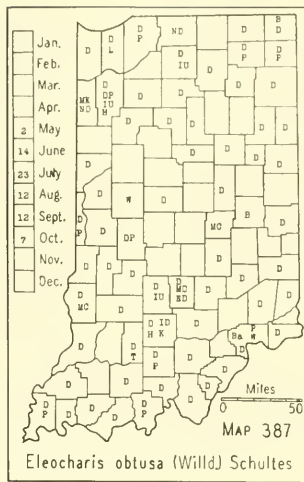 Jan.
Feb.
Mar.
Apr.
2 May
14 June
23 July
12 Aug.
12 Sept.
7 Oct.
Nov.
Dec.
D
D L
D P
ND
D
B D
D IU
D P
D P
MK ND
D DP IU H
D
D
D
D
D
W
D
D
DP
MC
B
D
D P
D
D
D MC
D IU
D MC ND
D H
ID K
D T
D P
Ba
P W
D
D P
D P
D P
Miles
0 50
MAP 387
Eleocharis obtusa (Willd.) Schultes